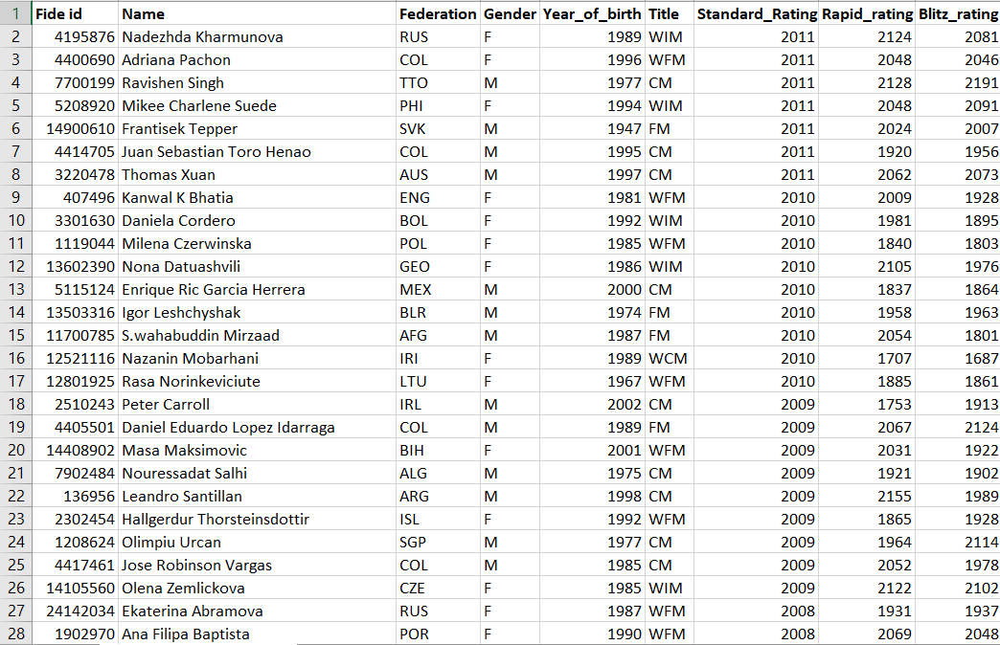 1 Fide id Name Federation Gender Year_of_birth Title Standard_Rating Rapid_rating Blitz_rating
2 4195876 Nadezhda Kharmunova RUS F 1989 WIM 2011 2124 2081
3 4400690 Adriana Pachon COL F 1996 WFM 2011 2048 2046
4 7700199 Ravishen Singh TTO M 1977 CM 2011 2128 2191
5 5208920 Mikee Charlene Suede PHI F 1994 WIM 2011 2048 2091
6 14900610 Frantisek Tepper SVK M 1947 FM 2011 2024 2007
7 4414705 Juan Sebastian Toro Henao COL M 1995 CM 2011 1920 1956
8 3220478 Thomas Xuan AUS M 1997 CM 2011 2062 2073
9 407496 Kanwal K Bhatia ENG F 1981 WFM 2010 2009 1928
10 3301630 Daniela Cordero BOL F 1992 WIM 2010 1981 1895
11 1119044 Milena Czerwinska POL F 1985 WFM 2010 1840 1803
12 13602390 Nona Datuashvili GEO F 1986 WIM 2010 2105 1976
13 5115124 Enrique Ric Garcia Herrera MEX M 2000 CM 2010 1837 1864
14 13503316 Igor Leshchyshak BLR M 1974 FM 2010 1958 1963
15 11700785 S.wahabuddin Mirzaad AFG M 1987 FM 2010 2054 1801
16 12521116 Nazanin Mobarhani IRI F 1989 WCM 2010 1707 1687
17 12801925 Rasa Norinkeviciute LTU F 1967 WFM 2010 1885 1861
18 2510243 Peter Carroll IRL M 2002 CM 2009 1753 1913
19 4405501 Daniel Eduardo Lopez Idarraga COL M 1989 FM 2009 2067 2124
20 14408902 Masa Maksimovic BIH F 2001 WFM 2009 2031 1922
21 7902484 Nouressadat Salhi ALG M 1975 CM 2009 1921 1902
22 136956 Leandro Santillan ARG M 1998 CM 2009 2155 1989
23 2302454 Hallgerdur Thorsteinsdottir ISL F 1992 WFM 2009 1865 1928
24 1208624 Olimpiu Urcan SGP M 1977 CM 2009 1964 2114
25 4417461 Jose Robinson Vargas COL M 1985 CM 2009 2052 1978
26 14105560 Olena Zemlickova CZE F 1985 WIM 2009 2122 2102
27 24142034 Ekaterina Abramova RUS F 1987 WFM 2008 1931 1937
28 1902970 Ana Filipa Baptista POR F 1990 WFM 2008 2069 2048